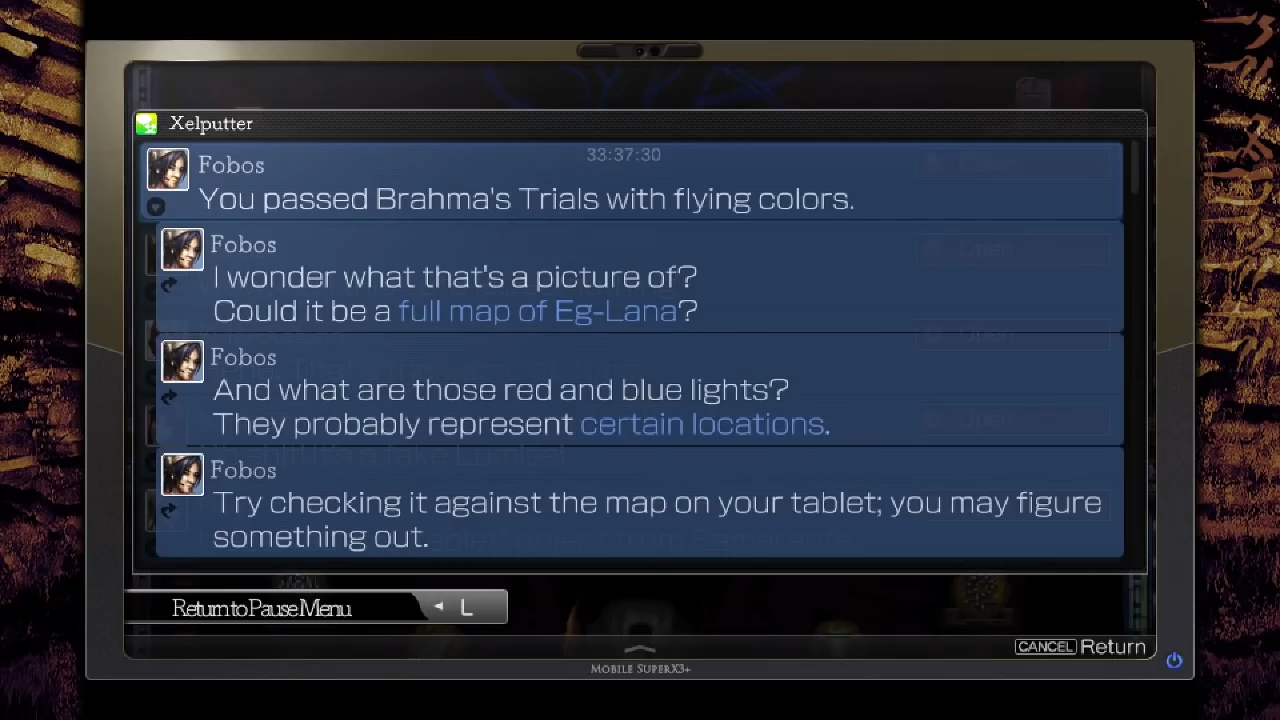 Xelputter
Fobos
33:37:30
You passed Brahma's Trials with flying colors.
Fobos
I wonder what that's a picture of?
Could it be a full map of Eg-Lana?
Fobos
And what are those red and blue lights?
They probably represent certain locations.
Fobos
Try checking it against the map on your tablet; you may figure
something out.
Return to Pause Menu
L
CANCEL Return
MOBILE SUPERX3+